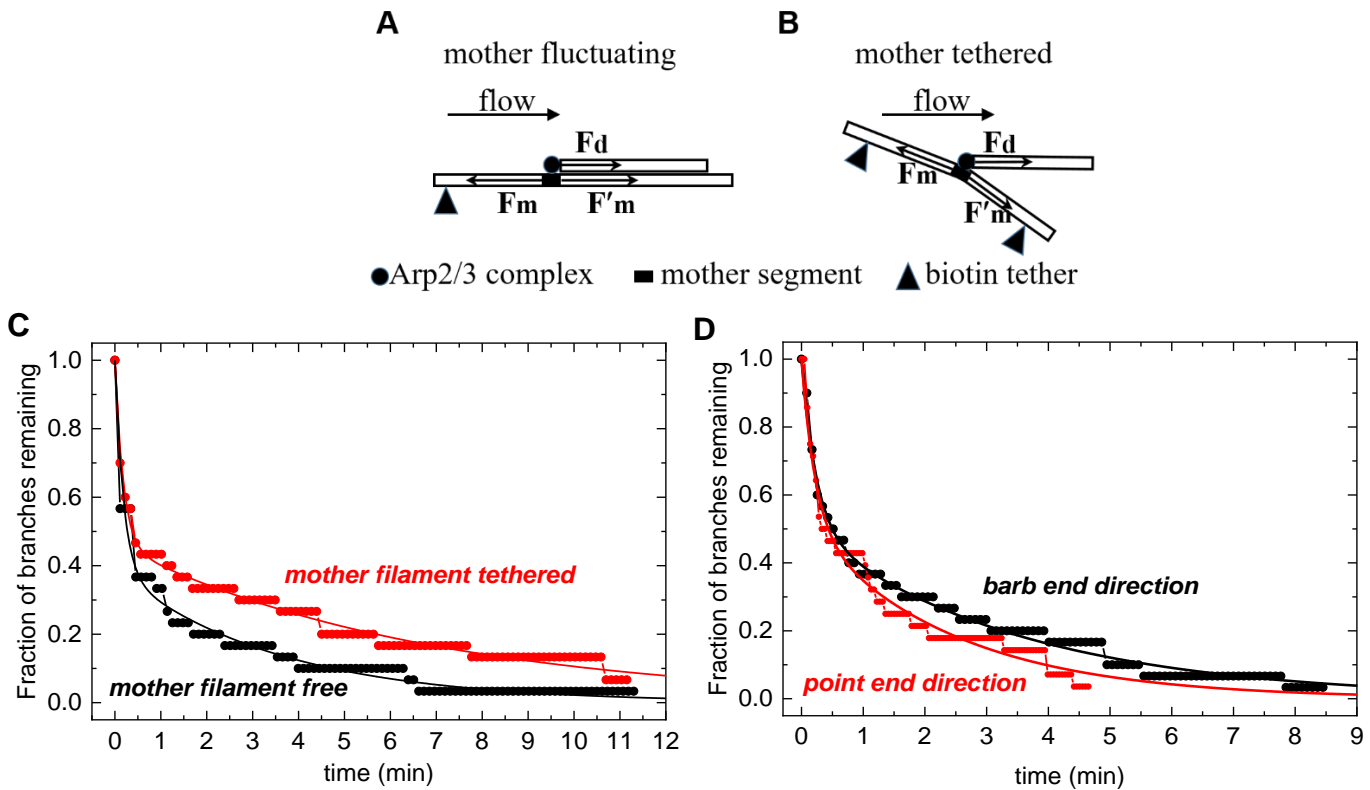 A
mother fluctuating
flow
Fd
Fm
F'm
B
mother tethered
flow
Fd
Fm
F'm
Arp2/3 complex
mother segment
biotin tether
C
Fraction of branches remaining
1.0
0.8
0.6
0.4
0.2
0.0
mother filament tethered
mother filament free
0 1 2 3 4 5 6 7 8 9 10 11 12
time (min)
D
Fraction of branches remaining
1.0
0.8
0.6
0.4
0.2
0.0
barb end direction
point end direction
0 1 2 3 4 5 6 7 8 9
time (min)